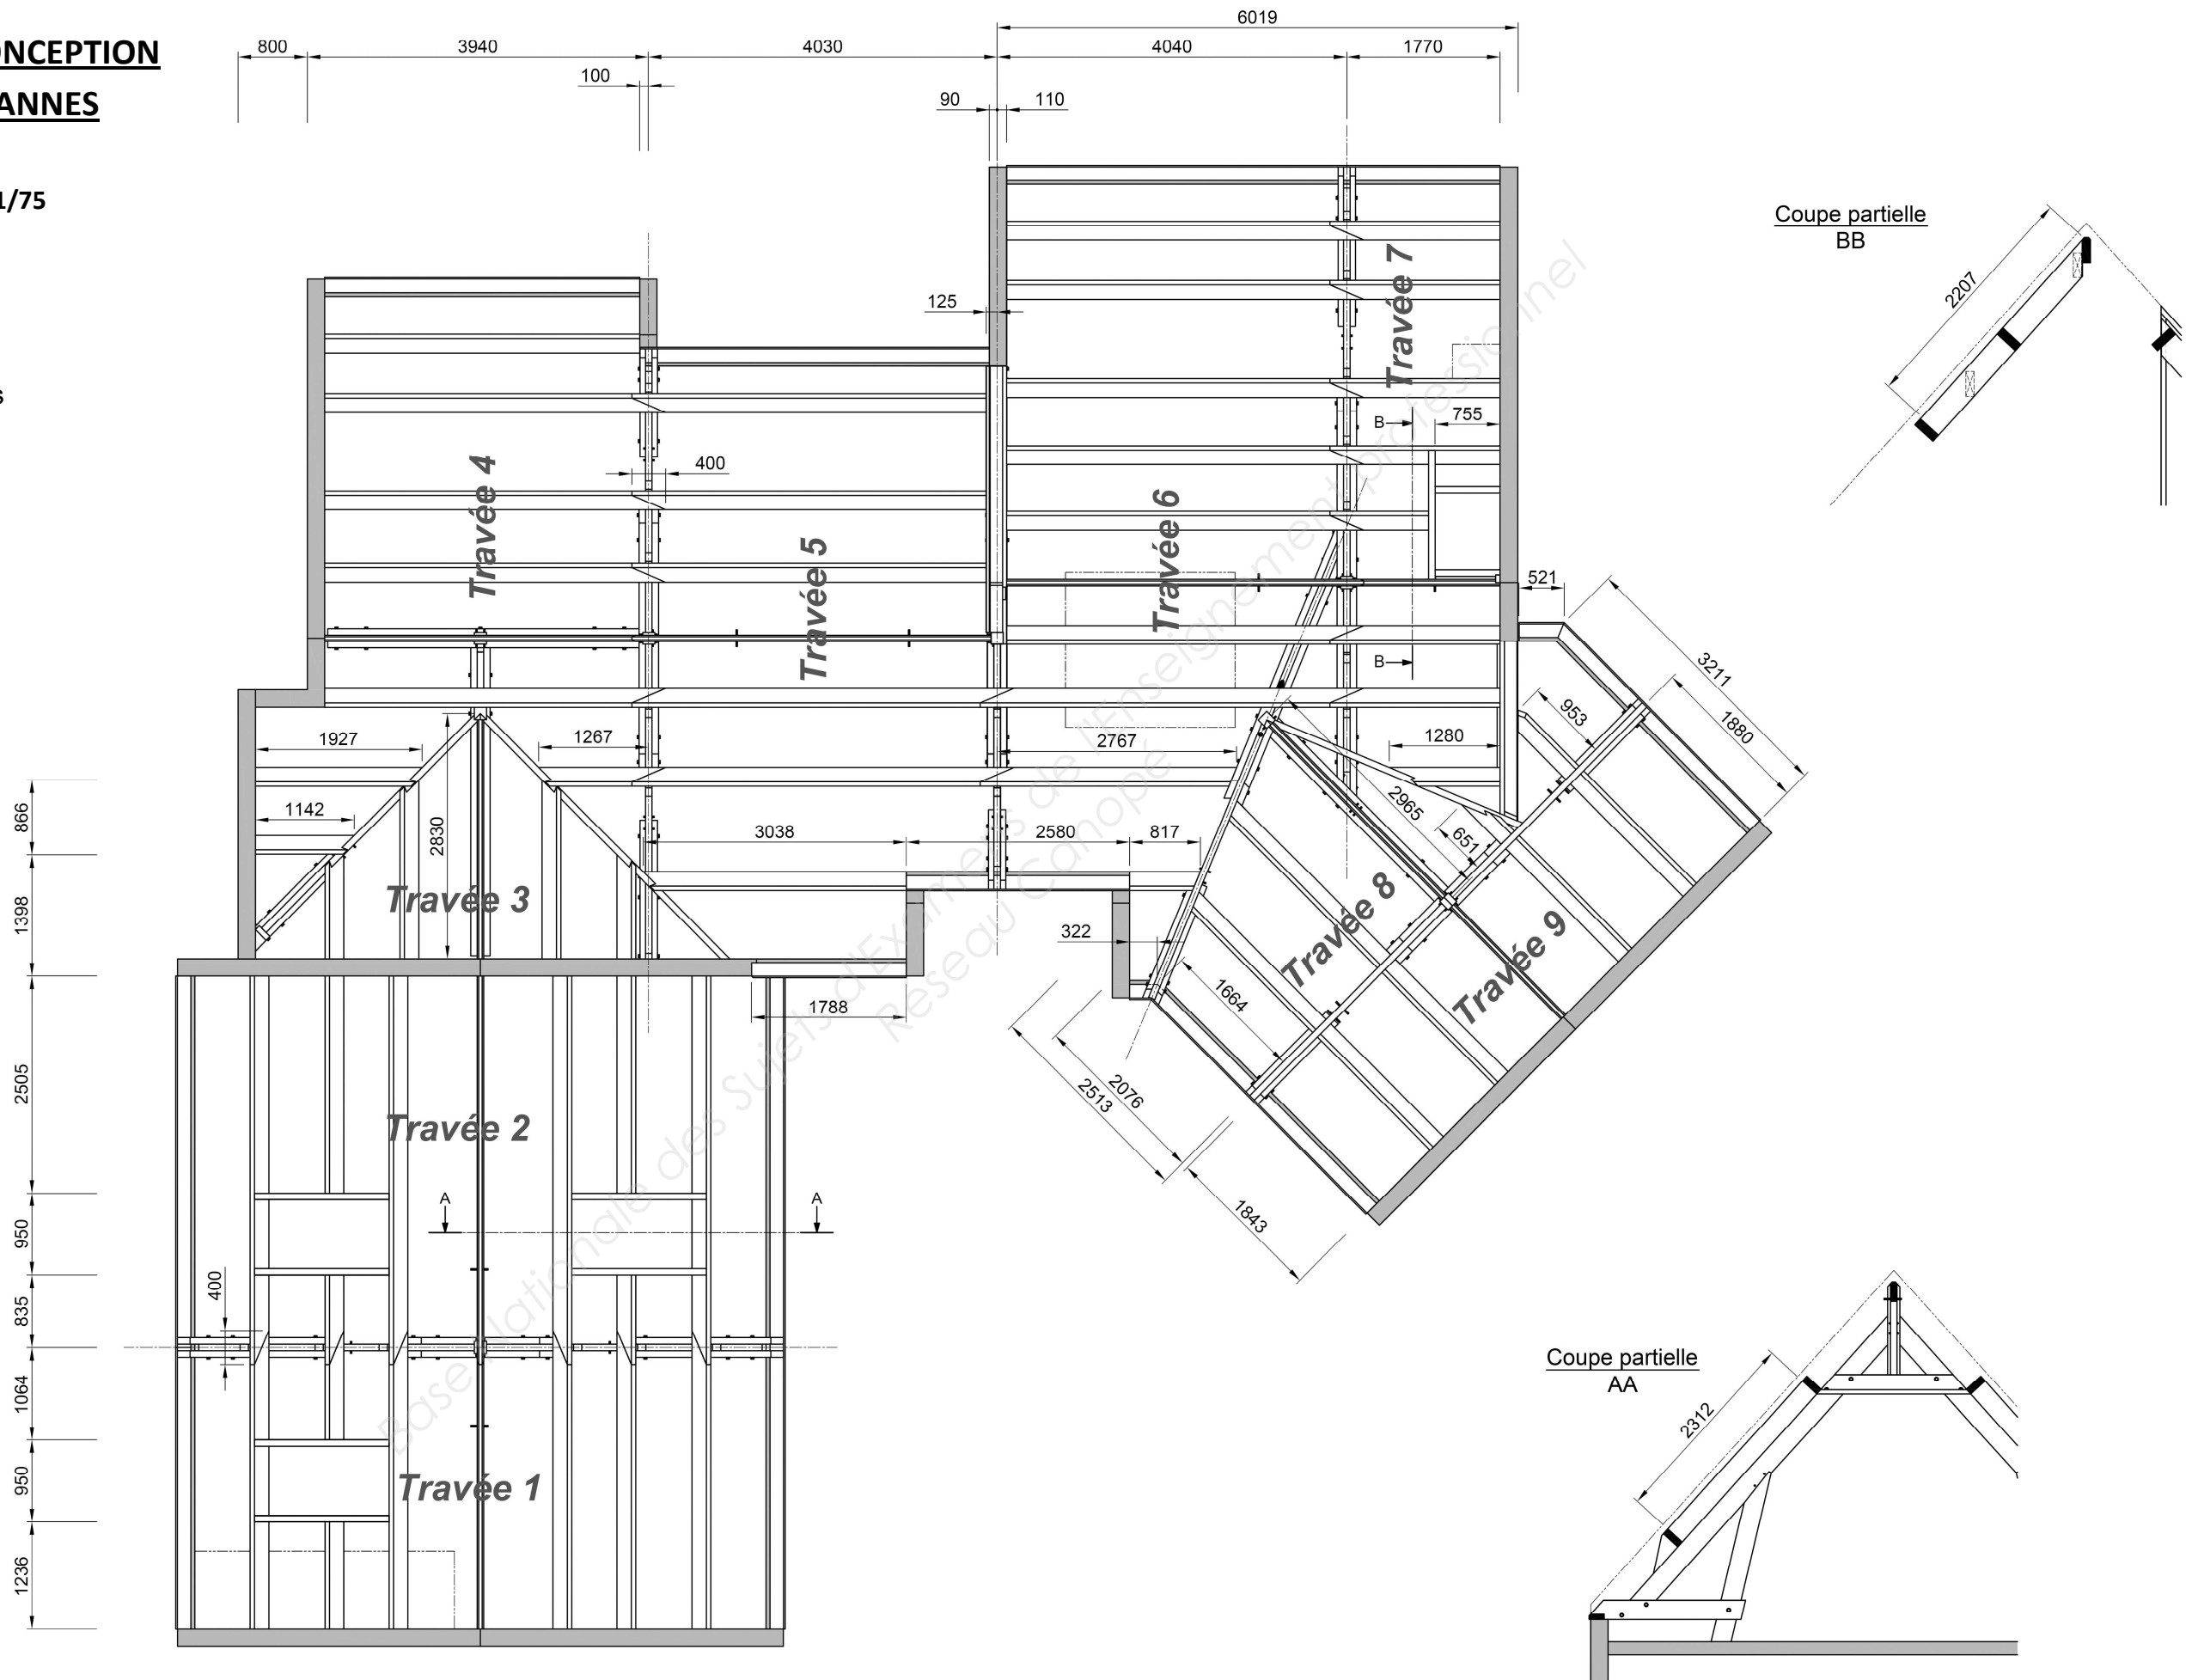 ONCEPTION
ANNES
1/75
s
6019
800
3940
4030
4040
1770
100
90
110
125
Coupe partielle
BB
2207
Travée 7
B
755
Travée 4
400
Travée 5
Travée 6
521
B
3211
1880
953
1927
1267
2767
1280
866
1142
2830
3038
2580
817
2965
651
1398
Travée 3
Travée 8
Travée 9
322
1664
1788
2505
Travée 2
2076
2513
1843
A
A
950
835
400
Coupe partielle
AA
2312
1064
950
Travée 1
1236
Base Nationale des Sujets d'Examens de l'Enseignement professionnel
Réseau Canopé